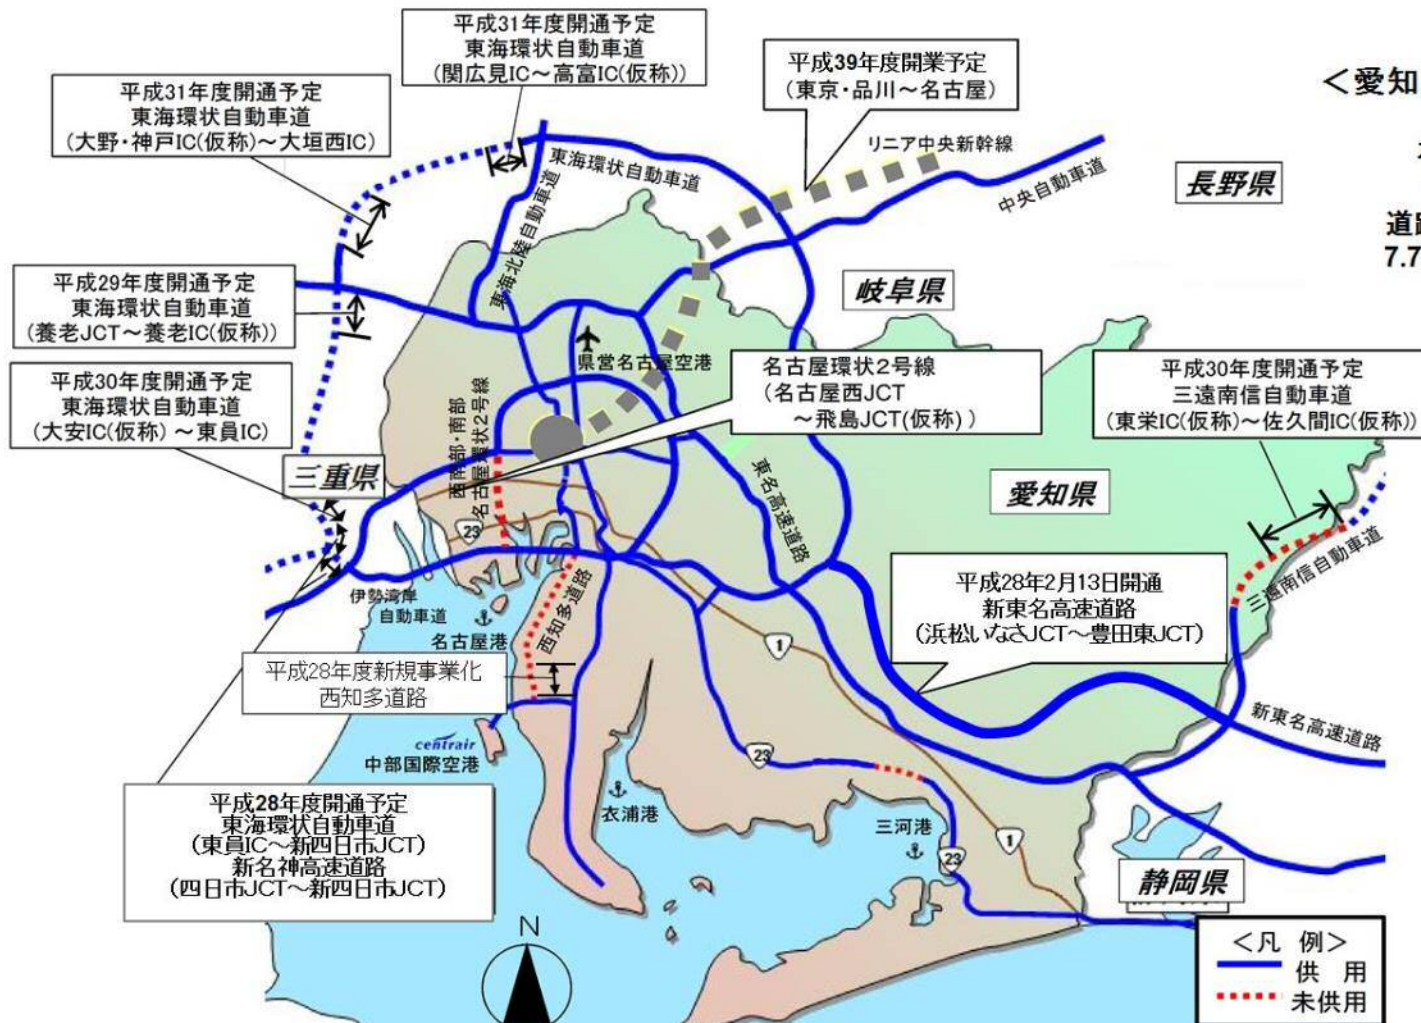 平成31年度開通予定
東海環状自動車道
(関広見IC～高富IC(仮称))
平成39年度開業予定
(東京・品川～名古屋)
＜愛知
平成31年度開通予定
東海環状自動車道
(大野・神戸IC(仮称)～大垣西IC)
リニア中央新幹線
東海環状自動車道
中央自動車道
長野県
道路
7.7
東海北陸自動車道
平成29年度開通予定
東海環状自動車道
(養老JCT～養老IC(仮称))
岐阜県
県営名古屋空港
名古屋環状2号線
(名古屋西JCT
～飛島JCT(仮称))
平成30年度開通予定
三遠南信自動車道
(東栄IC(仮称)～佐久間IC(仮称))
平成30年度開通予定
東海環状自動車道
(大安IC(仮称)～東員IC)
三重県
名古屋環状2号線
西南部・南部
東名高速道路
愛知県
23
三遠南信自動車道
伊勢湾岸
自動車道
名古屋港
西知多道路
平成28年2月13日開通
新東名高速道路
(浜松いなさJCT～豊田東JCT)
1
平成28年度新規事業化
西知多道路
新東名高速道路
centrair
中部国際空港
23
衣浦港
三河港
平成28年度開通予定
東海環状自動車道
(東員IC～新四日市JCT)
新名神高速道路
(四日市JCT～新四日市JCT)
1
23
静岡県
N
＜凡 例＞
供 用
未供用